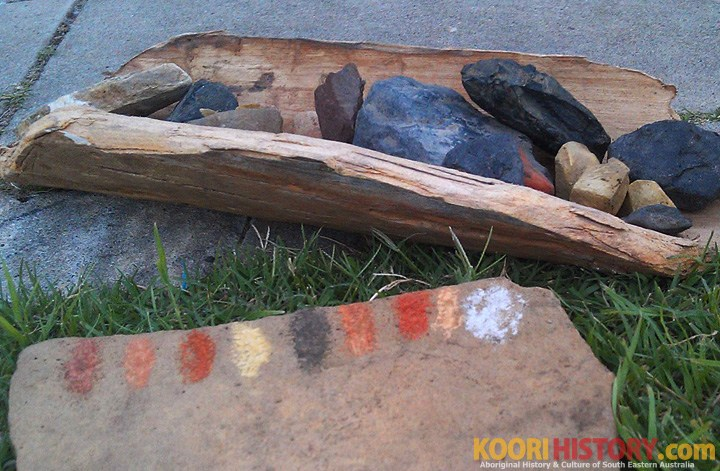 KOORIHISTORY.com
Aboriginal History & Culture of South Eastern Australia